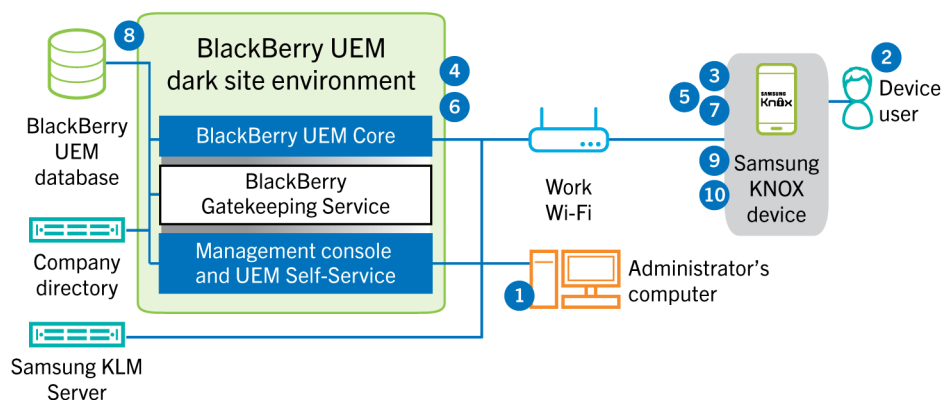 8
BlackBerry UEM
dark site environment
4
6
BlackBerry UEM Core
BlackBerry
Gatekeeping Service
Management console
and UEM Self-Service
BlackBerry
UEM
database
Company
directory
Samsung KLM
Server
Work
Wi-Fi
1
Administrator's
computer
3
5
7
SAMSUNG
Knox
9
10
Samsung
KNOX
device
2
Device
user